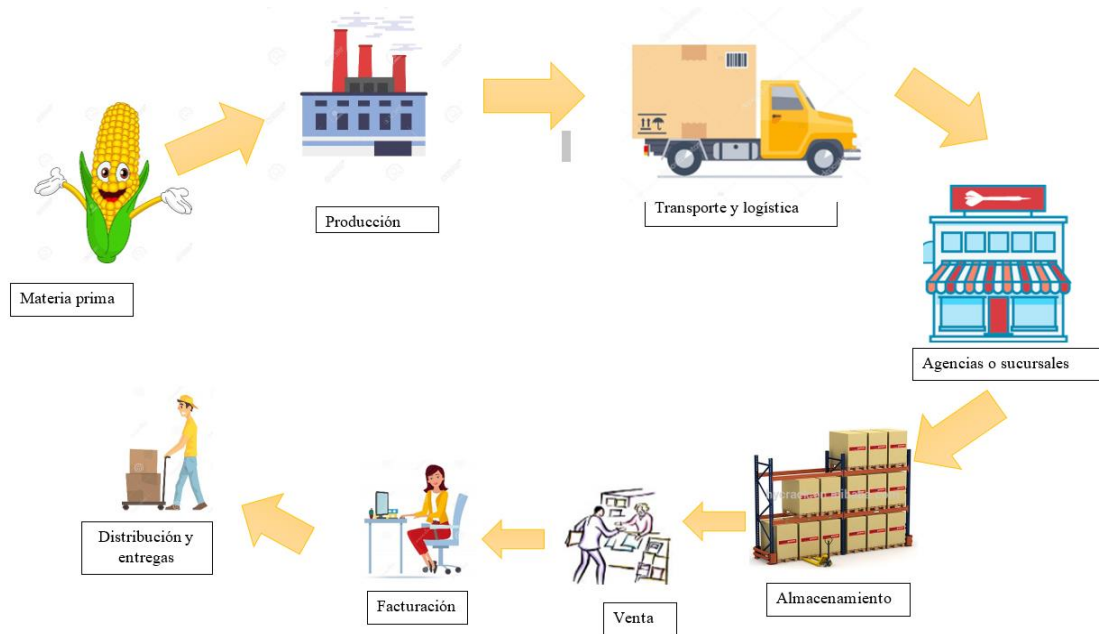 Producción
Transporte y logística
Materia prima
Agencias o sucursales
Distribución y
entregas
Facturación
Venta
Almacenamiento